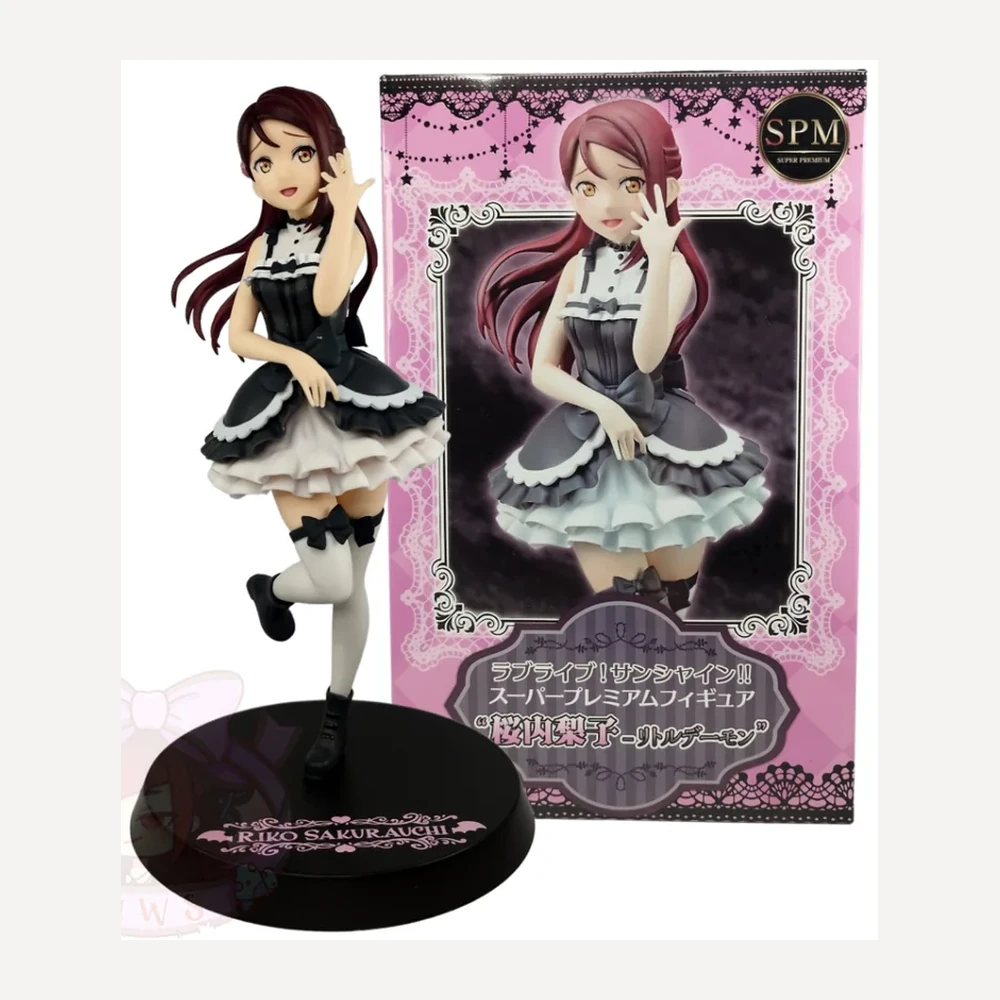 SPM
SUPER PREMIUM
ラブライブ!サンシャイン!!
スーパープレミアムフィギュア
“桜内梨子-リトルデーモン”
RIKO SAKURAUCHI
W S